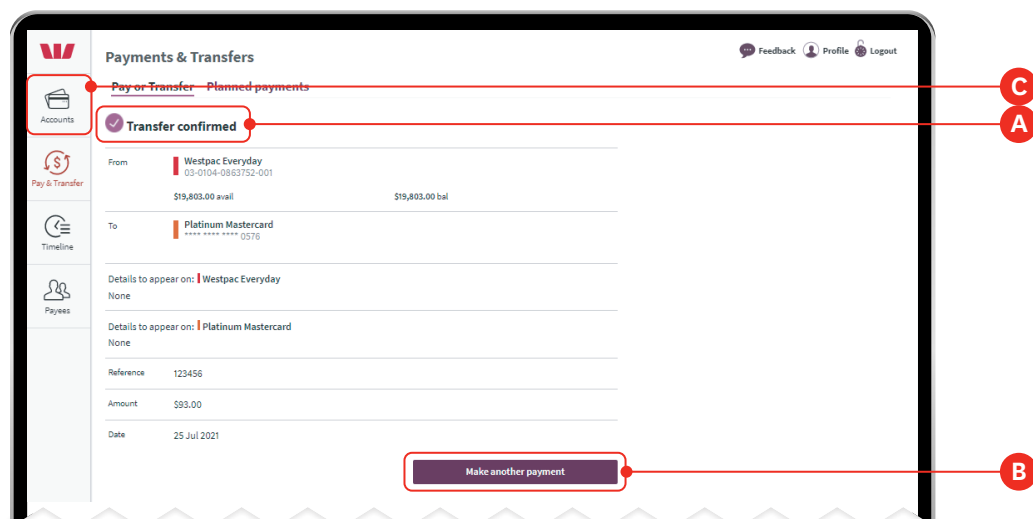 Payments & Transfers
Feedback Profile Logout
Pay or Transfer Planned payments
C
Accounts
Transfer confirmed
A
From Westpac Everyday
03-0104-0863752-001
Pay & Transfer
$19,803.00 avail $19,803.00 bal
To Platinum Mastercard
**** **** **** 0576
Timeline
Details to appear on: Westpac Everyday
None
Payees
Details to appear on: Platinum Mastercard
None
Reference 123456
Amount $93.00
Date 25 Jul 2021
Make another payment
B